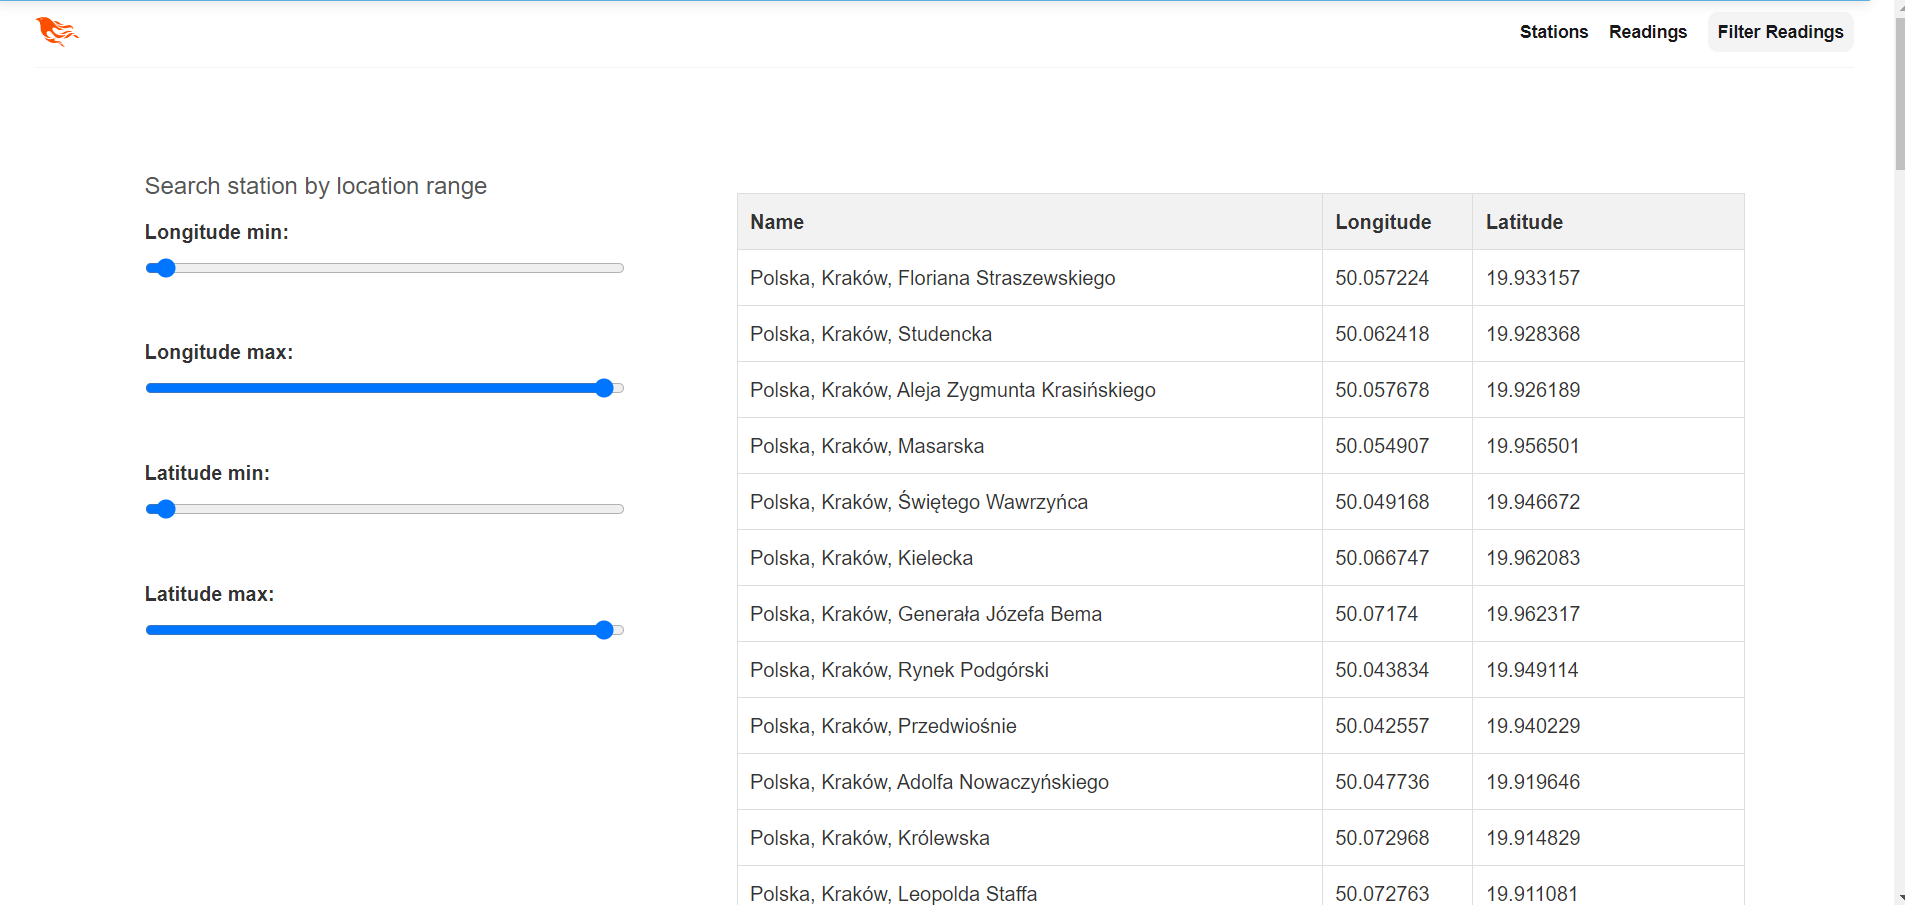 Stations Readings Filter Readings
Search station by location range
Longitude min:
Longitude max:
Latitude min:
Latitude max:
Name Longitude Latitude
Polska, Kraków, Floriana Straszewskiego 50.057224 19.933157
Polska, Kraków, Studencka 50.062418 19.928368
Polska, Kraków, Aleja Zygmunta Krasińskiego 50.057678 19.926189
Polska, Kraków, Masarska 50.054907 19.956501
Polska, Kraków, Świętego Wawrzyńca 50.049168 19.946672
Polska, Kraków, Kielecka 50.066747 19.962083
Polska, Kraków, Generała Józefa Bema 50.07174 19.962317
Polska, Kraków, Rynek Podgórski 50.043834 19.949114
Polska, Kraków, Przedwiośnie 50.042557 19.940229
Polska, Kraków, Adolfa Nowaczyńskiego 50.047736 19.919646
Polska, Kraków, Królewska 50.072968 19.914829
Polska, Kraków, Leopolda Staffa 50.072763 19.911081